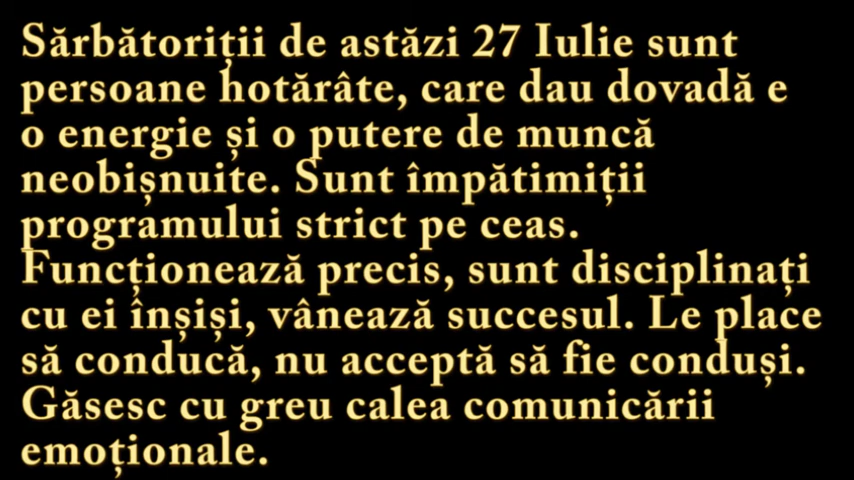 Sărbătoriții de astăzi 27 Iulie sunt
persoane hotărâte, care dau dovadă e
o energie și o putere de muncă
neobișnuite. Sunt împătimiții
programului strict pe ceas.
Funcționează precis, sunt disciplinați
cu ei înșiși, vânează succesul. Le place
să conducă, nu acceptă să fie conduși.
Găsesc cu greu calea comunicării
emoționale.